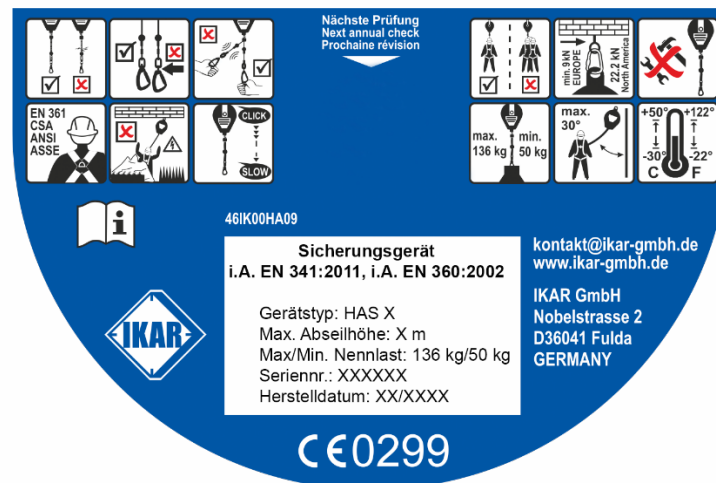 Nächste Prüfung
Next annual check
Prochaine révision
min. 9 kN
EUROPE
22.2 kN
North America
EN 361
CSA
ANSI
ASSE
CLICK
SLOW
max.
136 kg
min.
50 kg
max.
30°
+50° +122°
-30° -22°
C F
i
46IK00HA09
Sicherungsgerät
i.A. EN 341:2011, i.A. EN 360:2002
Gerätstyp: HAS X
Max. Abseilhöhe: X m
Max/Min. Nennlast: 136 kg/50 kg
Seriennr.: XXXXXX
Herstelldatum: XX/XXXX
IKAR
kontakt@ikar-gmbh.de
www.ikar-gmbh.de
IKAR GmbH
Nobelstrasse 2
D36041 Fulda
GERMANY
CE0299